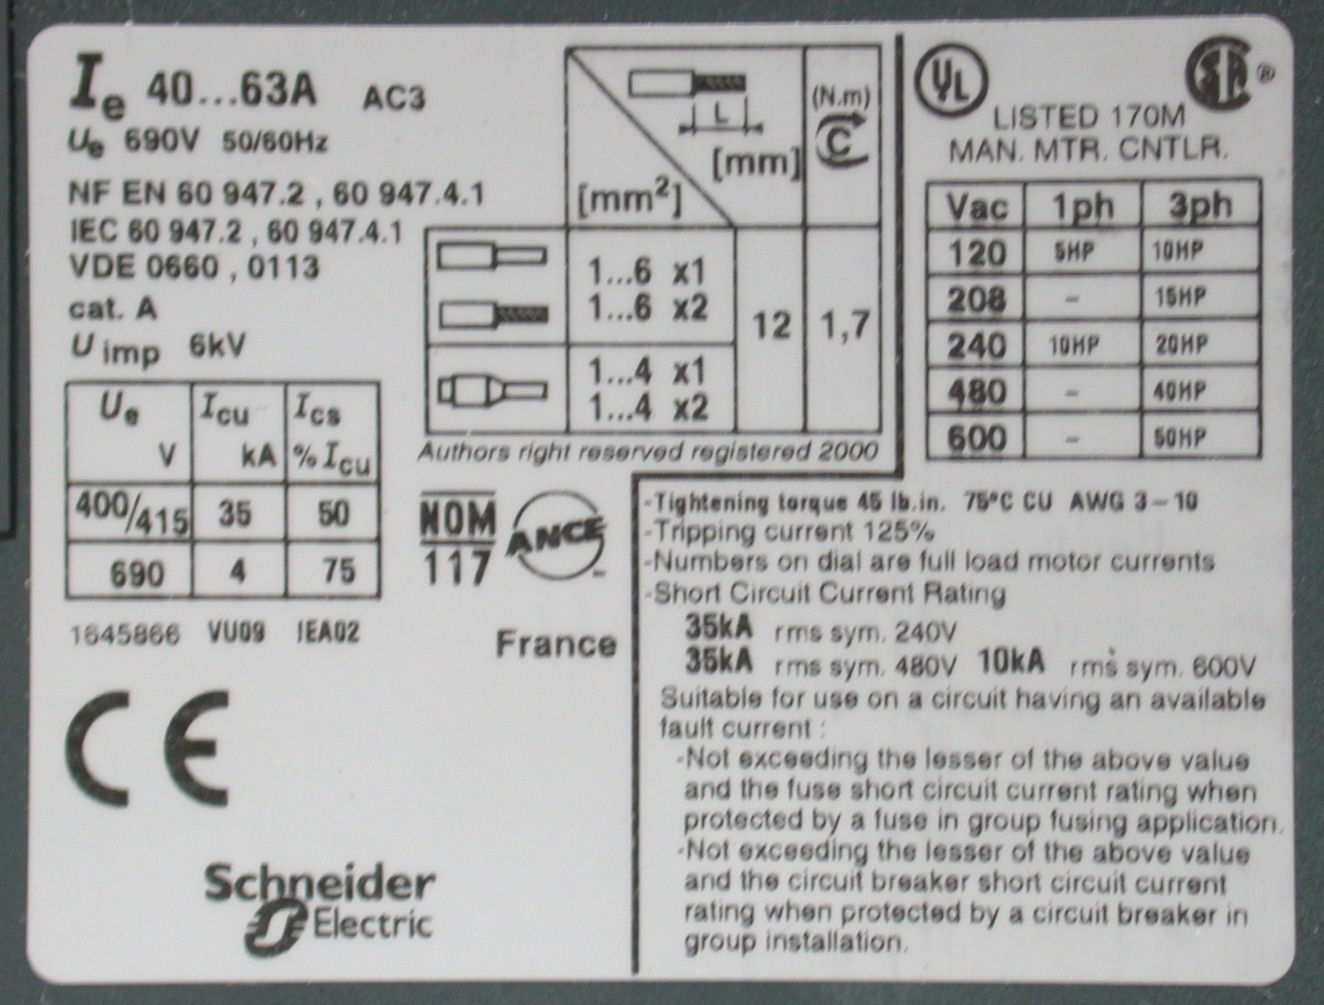 Ie 40...63A AC3
Ue 690V 50/60Hz
NF EN 60 947.2 , 60 947.4.1
IEC 60 947.2 , 60 947.4.1
VDE 0660 , 0113
cat. A
U imp 6kV
Ue V Icu kA Ics % Icu
400/415 35 50
690 4 75
1645866 VU09 IEA02
L
[mm²] [mm] (N.m)
C
1...6 x1
1...6 x2
12 1,7
1...4 x1
1...4 x2
Authors right reserved registered 2000
NOM
117
ANCE
France
CE
Schneider
Electric
UL SA ®
LISTED 170M
MAN. MTR. CNTLR.
Vac 1ph 3ph
120 5HP 10HP
208 - 15HP
240 10HP 20HP
480 - 40HP
600 - 50HP
-Tightening torque 45 lb.in. 75°C CU AWG 3-10
-Tripping current 125%
-Numbers on dial are full load motor currents
-Short Circuit Current Rating
35kA rms sym. 240V
35kA rms sym. 480V 10kA rms sym. 600V
Suitable for use on a circuit having an available
fault current :
-Not exceeding the lesser of the above value
and the fuse short circuit current rating when
protected by a fuse in group fusing application.
-Not exceeding the lesser of the above value
and the circuit breaker short circuit current
rating when protected by a circuit breaker in
group installation.